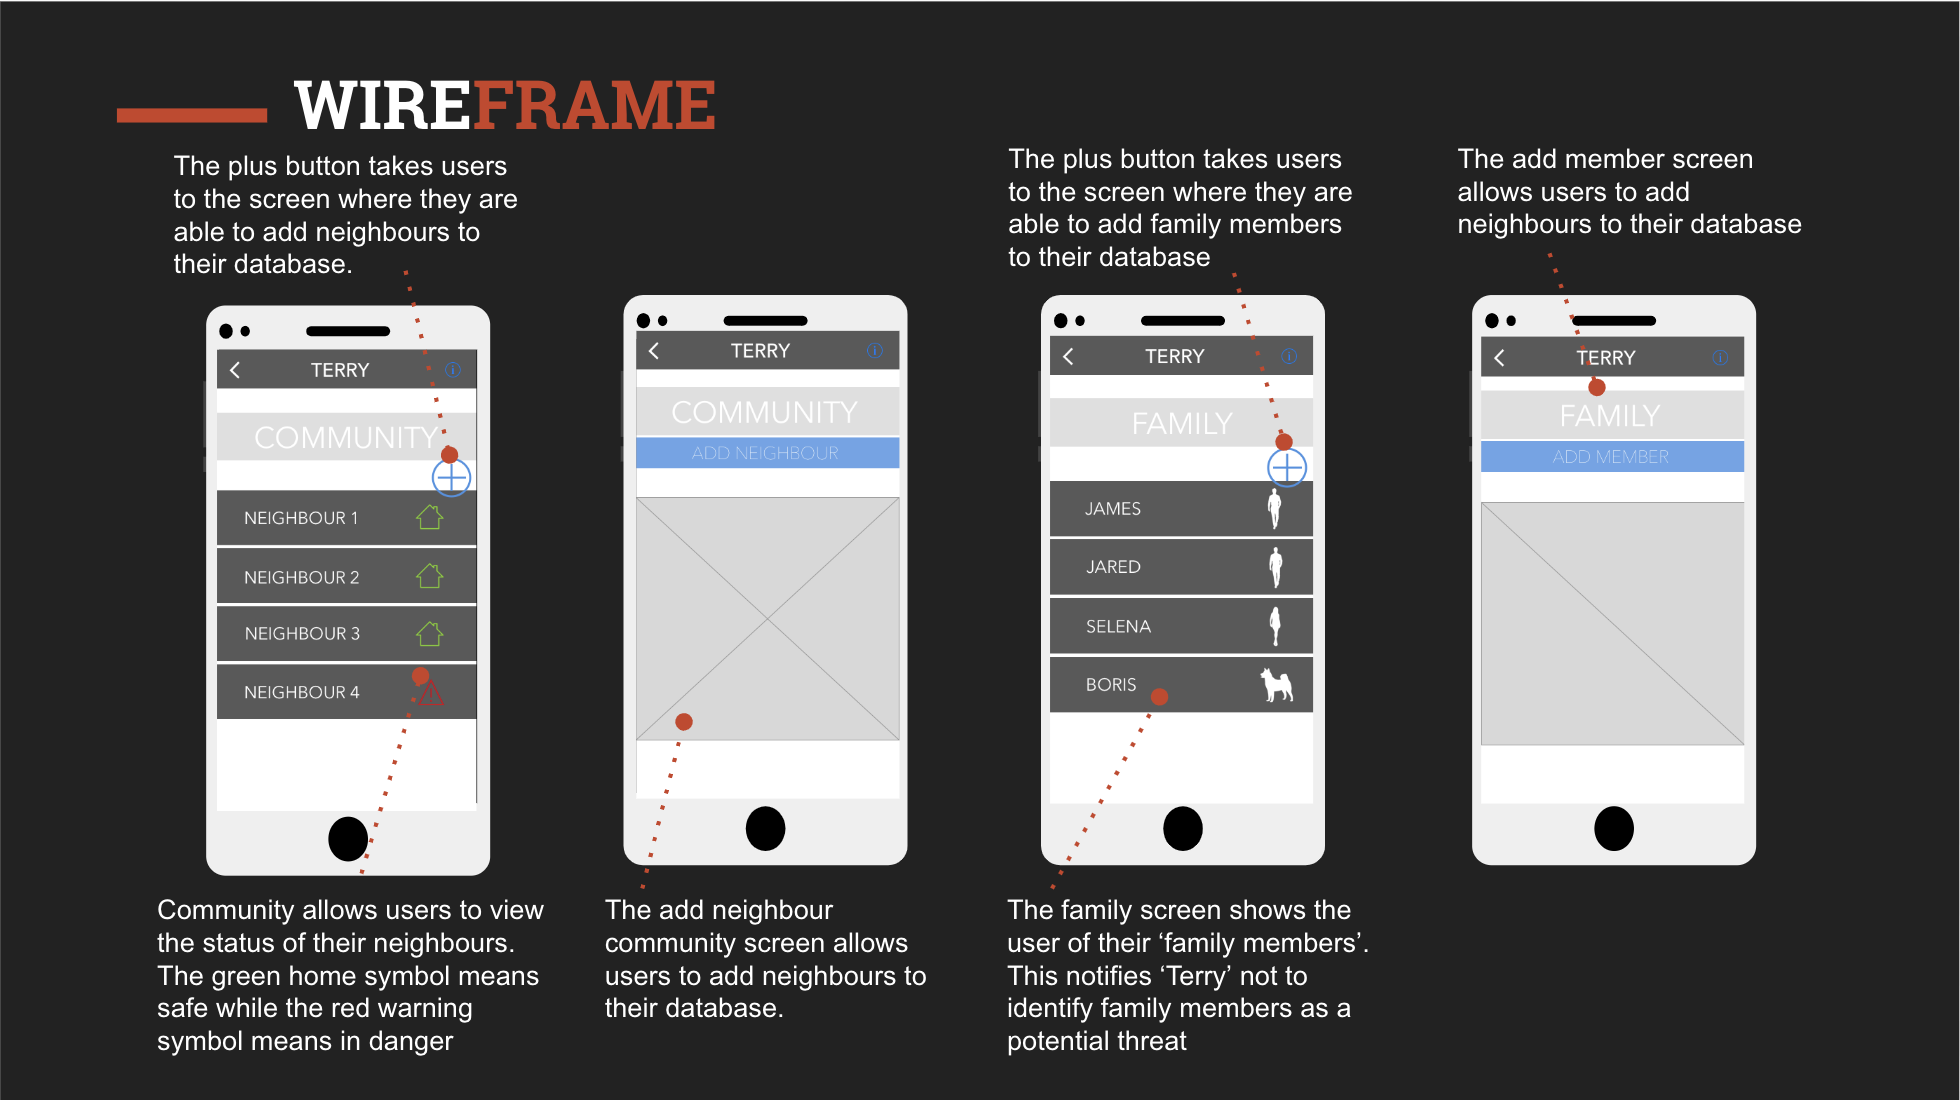 WIREFRAME
The plus button takes users
to the screen where they are
able to add neighbours to
their database.
The plus button takes users
to the screen where they are
able to add family members
to their database
The add member screen
allows users to add
neighbours to their database
TERRY
COMMUNITY
NEIGHBOUR 1
NEIGHBOUR 2
NEIGHBOUR 3
NEIGHBOUR 4
TERRY
COMMUNITY
ADD NEIGHBOUR
TERRY
FAMILY
JAMES
JARED
SELENA
BORIS
TERRY
FAMILY
ADD MEMBER
Community allows users to view
the status of their neighbours.
The green home symbol means
safe while the red warning
symbol means in danger
The add neighbour
community screen allows
users to add neighbours to
their database.
The family screen shows the
user of their ‘family members’.
This notifies ‘Terry’ not to
identify family members as a
potential threat